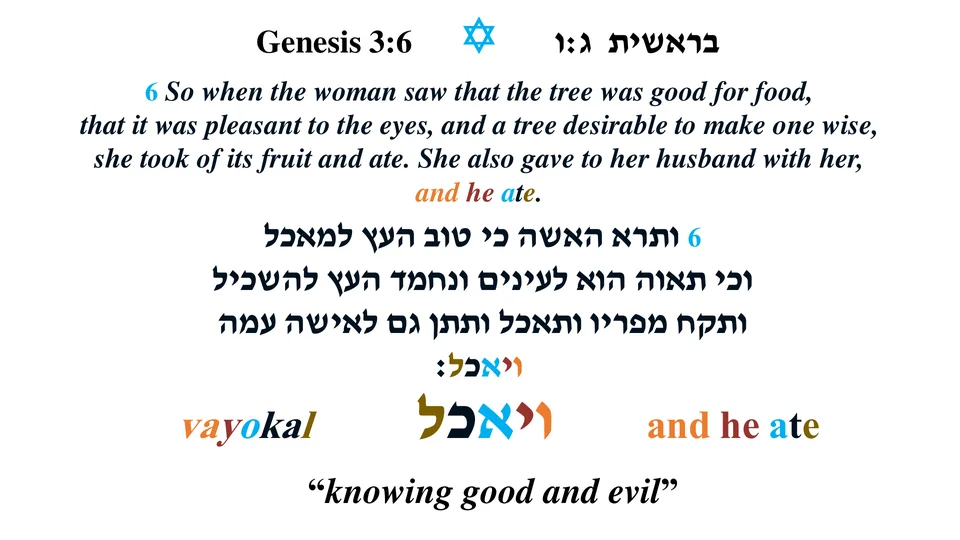 Genesis 3:6 ✡ בראשית ג:ו
6 So when the woman saw that the tree was good for food,
that it was pleasant to the eyes, and a tree desirable to make one wise,
she took of its fruit and ate. She also gave to her husband with her,
and he ate.
6 ותרא האשה כי טוב העץ למאכל
וכי תאוה הוא לעינים ונחמד העץ להשכיל
ותקח מפריו ותאכל ותתן גם לאישה עמה
ויאכל:
vayokal ויאכל and he ate
“knowing good and evil”